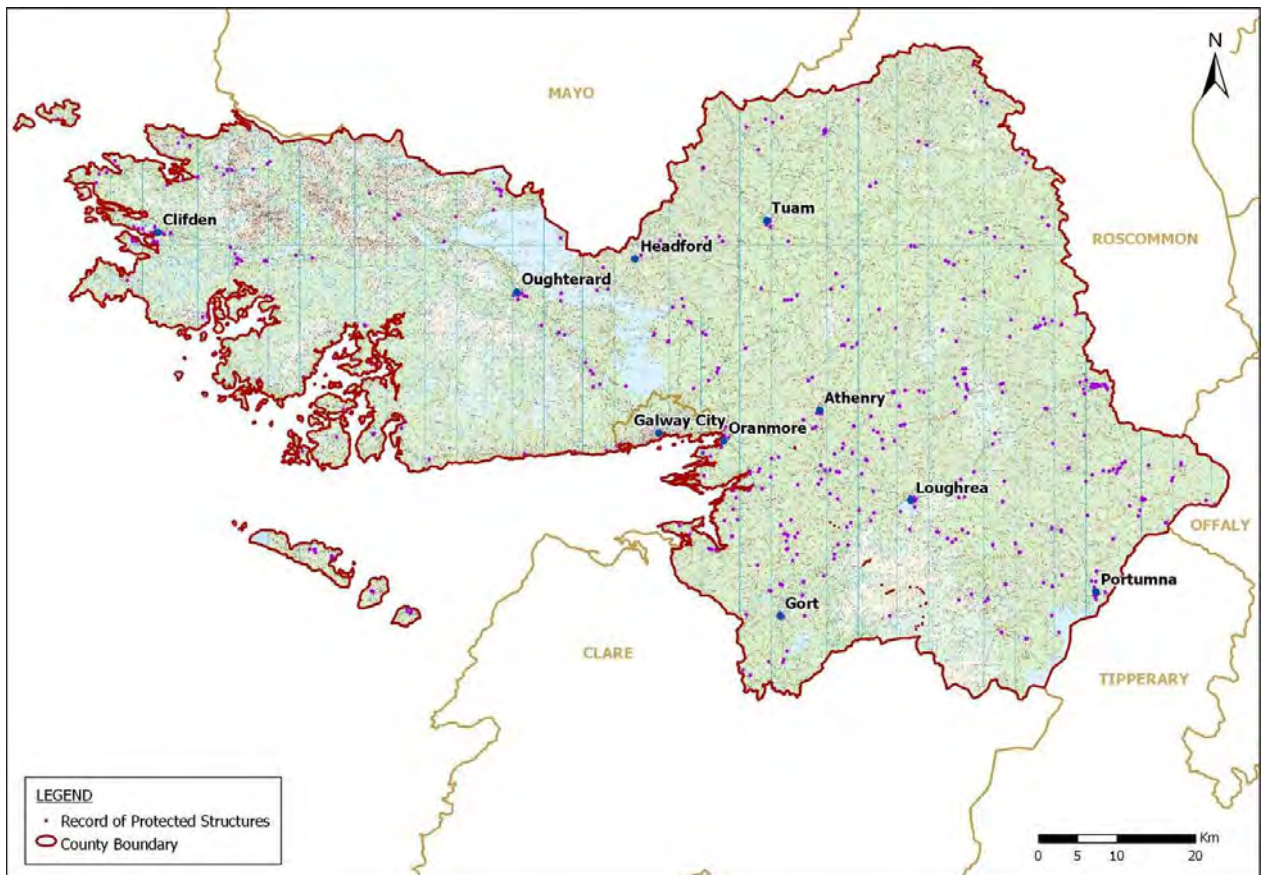 N
MAYO
Tuam
Clifden
ROSCOMMON
Headford
Oughterard
Athenry
Galway City
Oranmore
Loughrea
OFFALY
Portumna
Gort
CLARE
TIPPERARY
LEGEND
Record of Protected Structures
County Boundary
Km
0 5 10 20